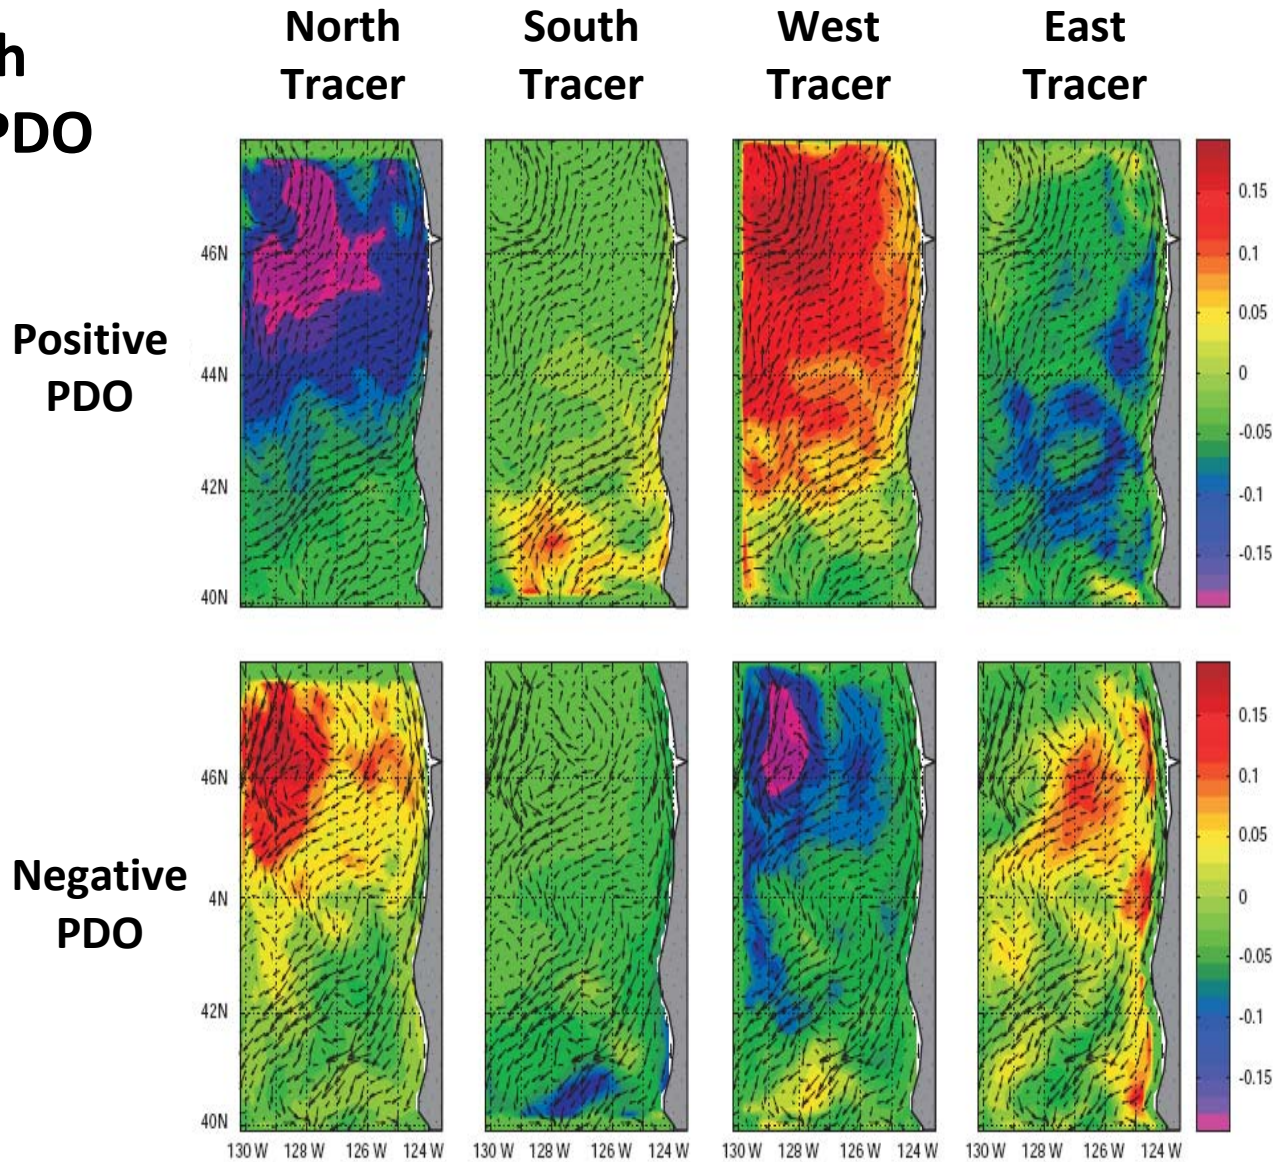 h
PDO
North
Tracer
South
Tracer
West
Tracer
East
Tracer
Positive
PDO
46N
44N
42N
40N
0.15
0.1
0.05
0
-0.05
-0.1
-0.15
Negative
PDO
46N
4N
42N
40N
0.15
0.1
0.05
0
-0.05
-0.1
-0.15
130 W 128 W 126 W 124 W
130 W 128 W 126 W 124 W
130 W 128 W 126 W 124 W
130 W 128 W 126 W 124 W